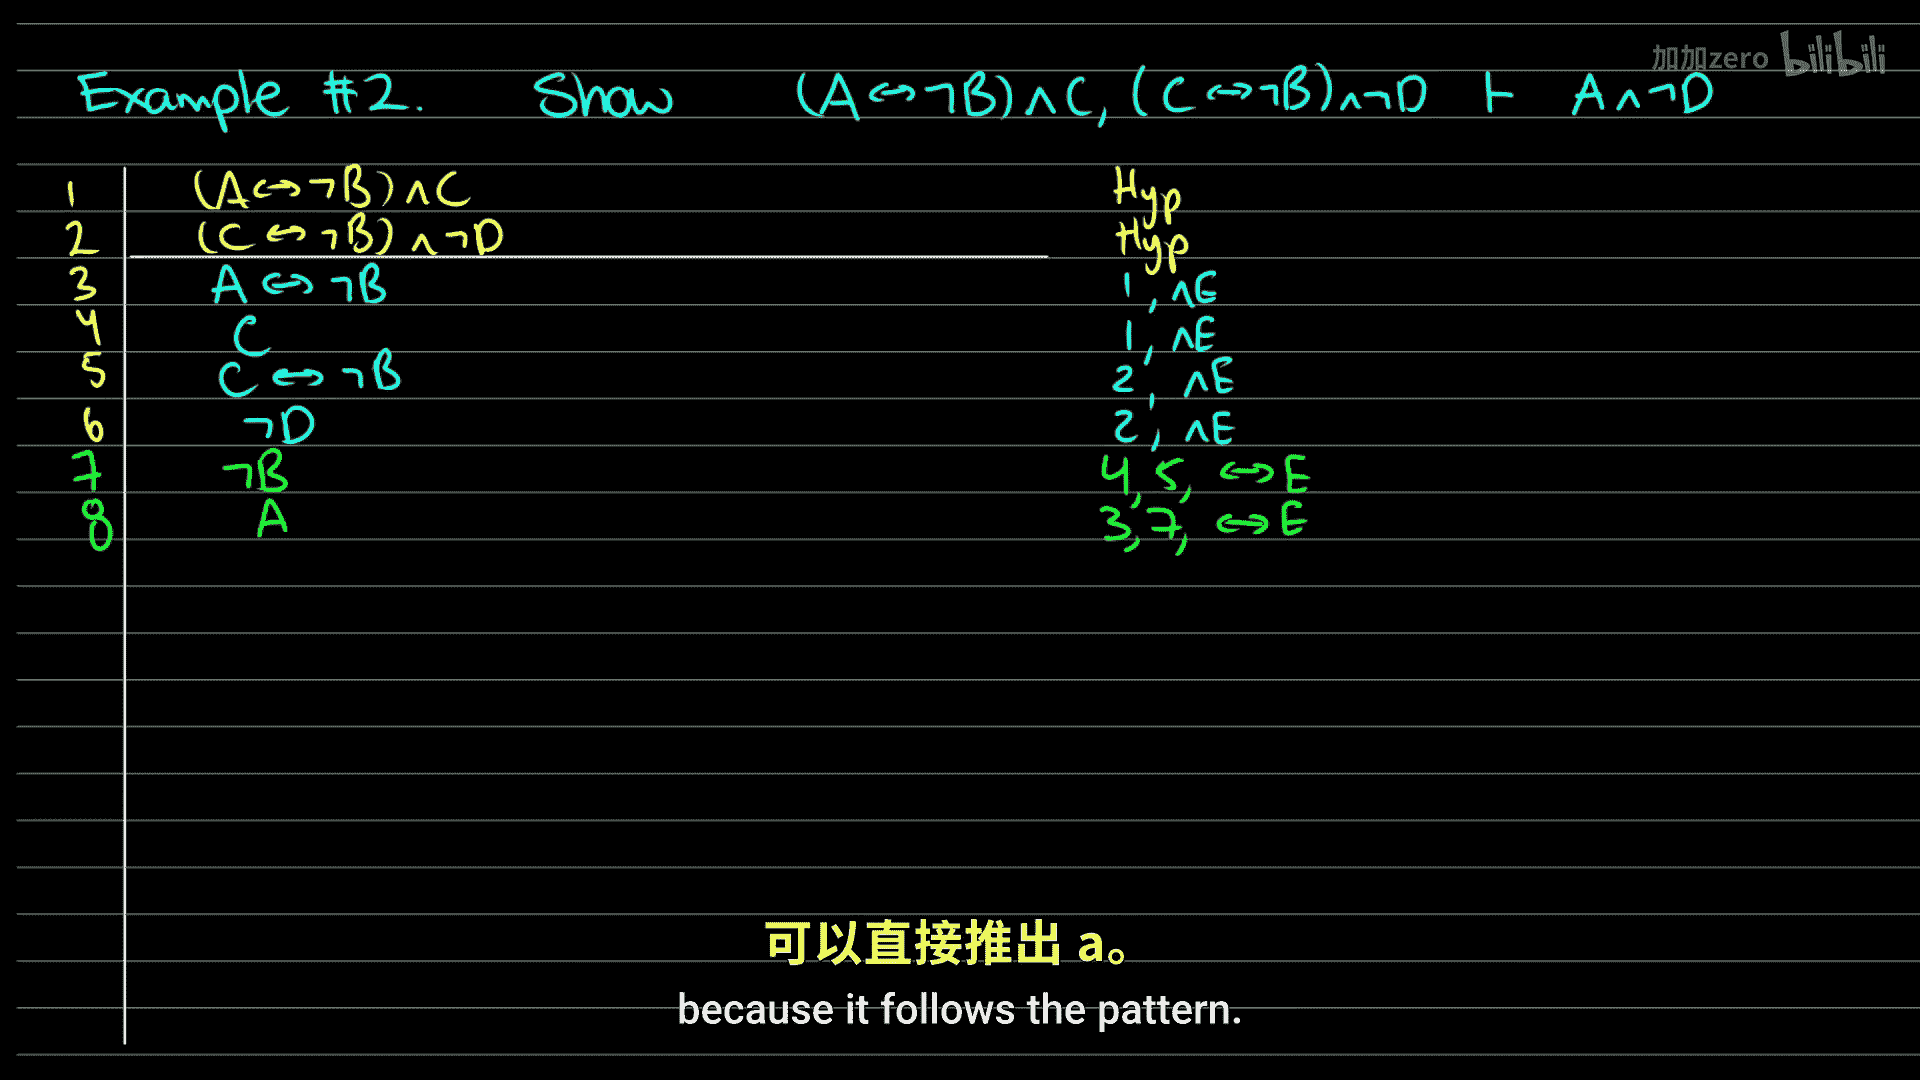 加加zero bilibili
Example #2. Show (A↔¬B)∧C, (C↔¬B)∧¬D ⊢ A∧¬D
1 (A↔¬B)∧C Hyp
2 (C↔¬B)∧¬D Hyp
3 A↔¬B 1, ∧E
4 C 1, ∧E
5 C↔¬B 2, ∧E
6 ¬D 2, ∧E
7 ¬B 4,5, ↔E
8 A 3,7, ↔E
可以直接推出 a。
because it follows the pattern.